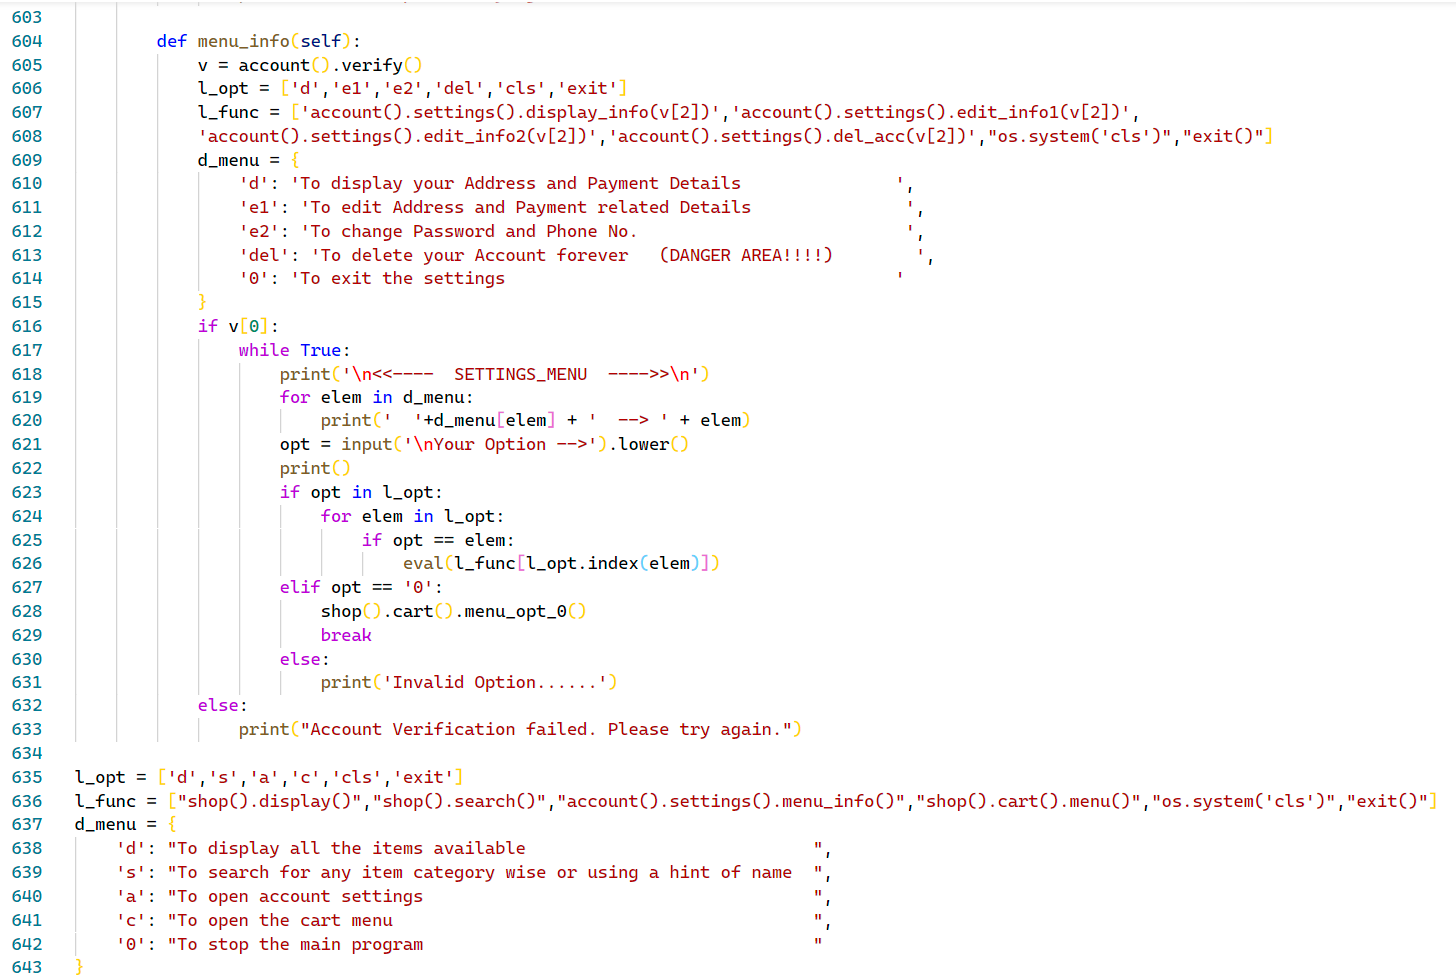 603
604        def menu_info(self):
605            v = account().verify()
606            l_opt = ['d','e1','e2','del','cls','exit']
607            l_func = ['account().settings().display_info(v[2])','account().settings().edit_info1(v[2])',
608            'account().settings().edit_info2(v[2])','account().settings().del_acc(v[2])',"os.system('cls')","exit()"]
609            d_menu = {
610                'd': 'To display your Address and Payment Details               ',
611                'e1': 'To edit Address and Payment related Details               ',
612                'e2': 'To change Password and Phone No.                          ',
613                'del': 'To delete your Account forever   (DANGER AREA!!!!)        ',
614                '0': 'To exit the settings                                      '
615            }
616            if v[0]:
617                while True:
618                    print('\n<<----  SETTINGS_MENU  ---->>\n')
619                    for elem in d_menu:
620                        print('  '+d_menu[elem] + '  --> ' + elem)
621                    opt = input('\nYour Option -->').lower()
622                    print()
623                    if opt in l_opt:
624                        for elem in l_opt:
625                            if opt == elem:
626                                eval(l_func[l_opt.index(elem)])
627                    elif opt == '0':
628                        shop().cart().menu_opt_0()
629                        break
630                    else:
631                        print('Invalid Option......')
632            else:
633                print("Account Verification failed. Please try again.")
634
635 l_opt = ['d','s','a','c','cls','exit']
636 l_func = ["shop().display()","shop().search()","account().settings().menu_info()","shop().cart().menu()","os.system('cls')","exit()"]
637 d_menu = {
638     'd': "To display all the items available                            ",
639     's': "To search for any item category wise or using a hint of name  ",
640     'a': "To open account settings                                      ",
641     'c': "To open the cart menu                                         ",
642     '0': "To stop the main program                                      "
643 }